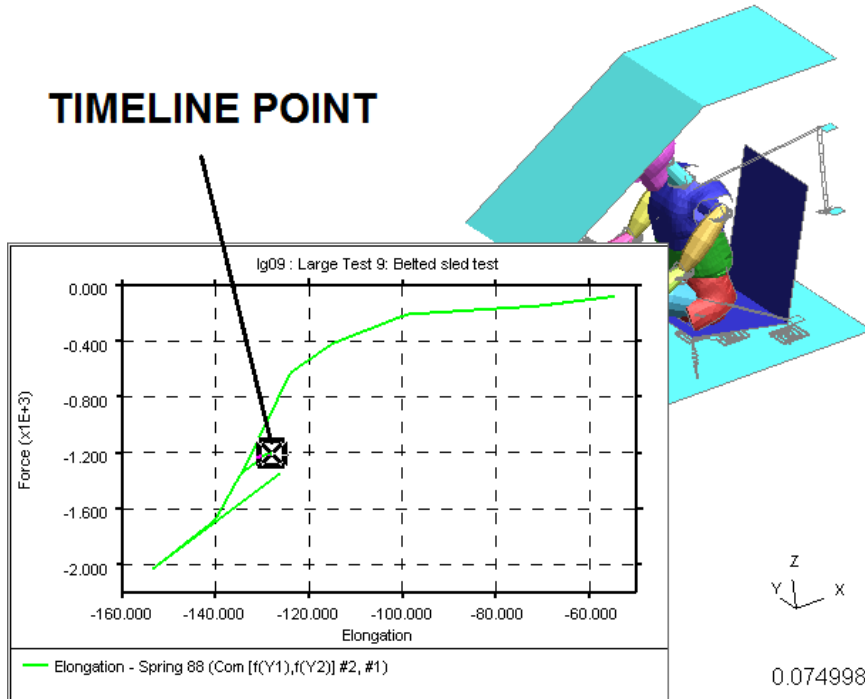 TIMELINE POINT
lg09 : Large Test 9: Belted sled test
0.000
-0.400
-0.800
-1.200
-1.600
-2.000
Force (x1E+3)
-160.000 -140.000 -120.000 -100.000 -80.000 -60.000
Elongation
Elongation - Spring 88 (Com [f(Y1),f(Y2)] #2, #1)
Z
Y X
0.074998